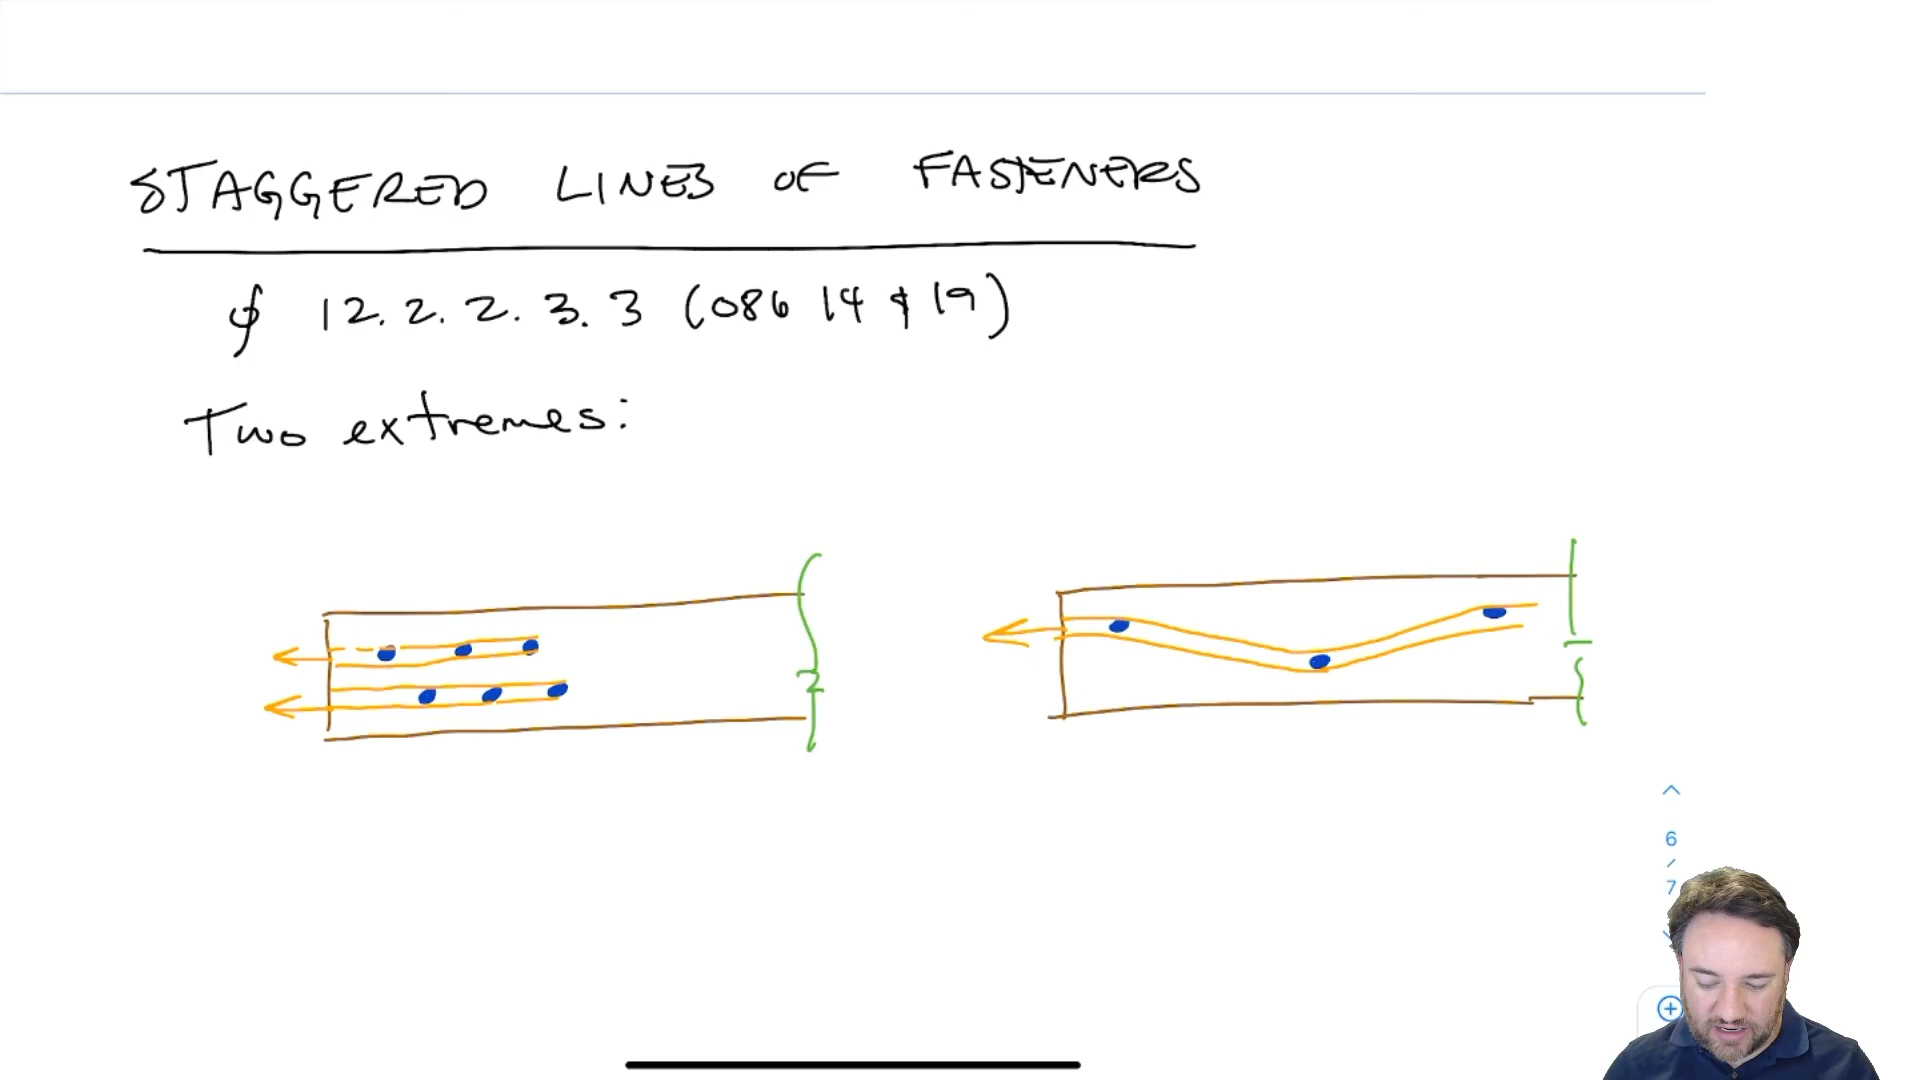 STAGGERED LINES OF FASTENERS
§ 12.2.2.3.3 (086 14 & 19)
Two extremes:
6
/
7